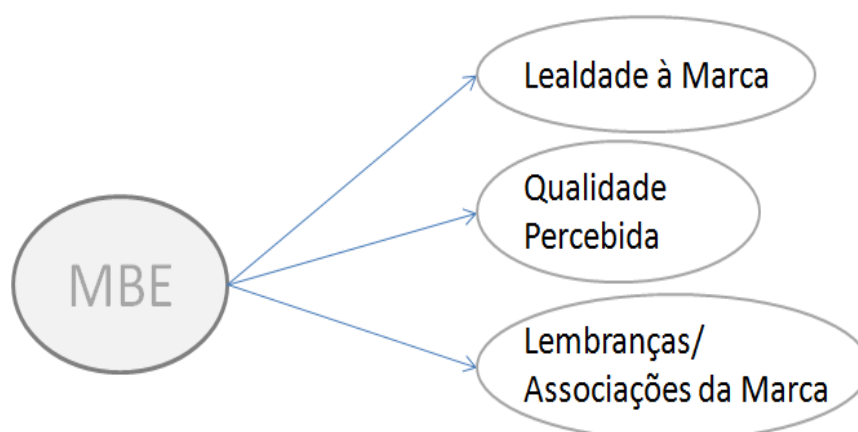 Lealdade à Marca
Qualidade
Percebida
MBE
Lembranças/
Associações da Marca